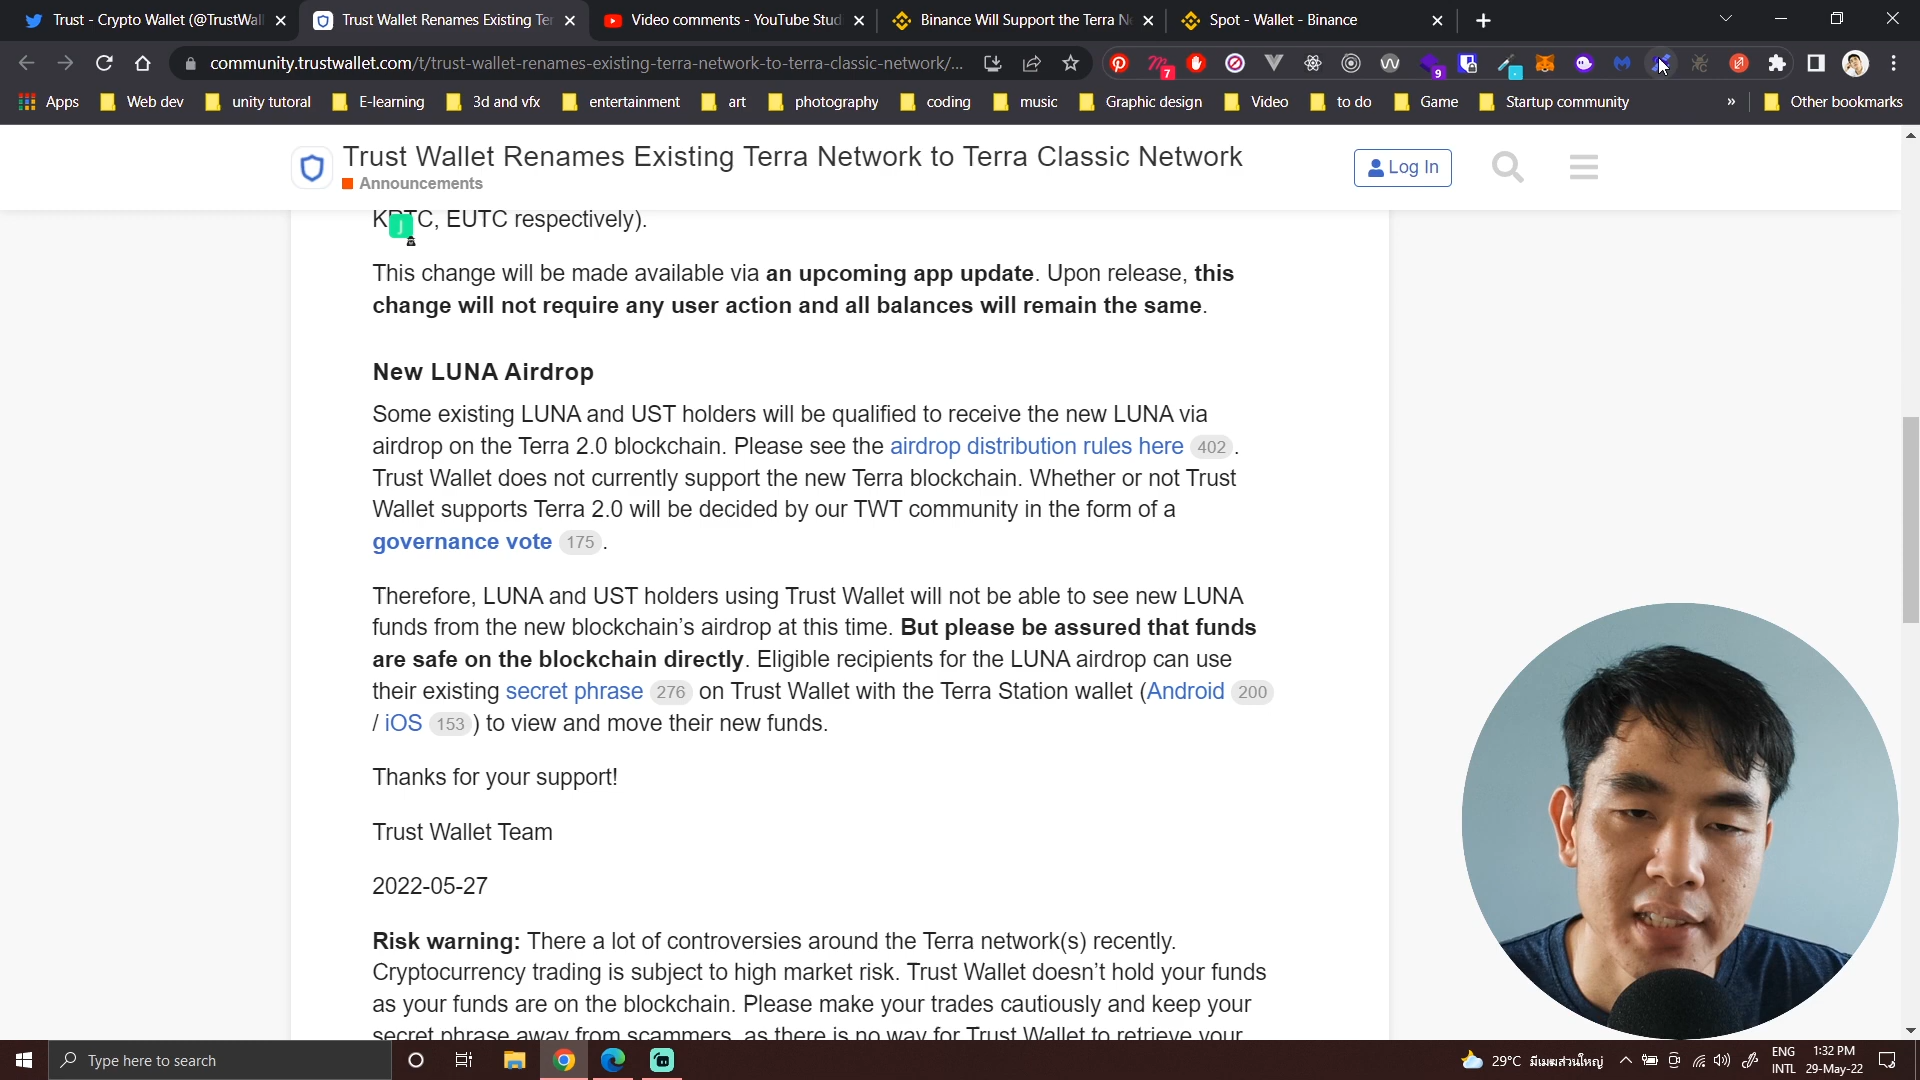 Trust - Crypto Wallet (@TrustWal
Trust Wallet Renames Existing Te
Video comments - YouTube Stud
Binance Will Support the Terra N
Spot - Wallet - Binance
community.trustwallet.com/t/trust-wallet-renames-existing-terra-network-to-terra-classic-network/...
7
9
Apps
Web dev
unity tutoral
E-learning
3d and vfx
entertainment
art
photography
coding
music
Graphic design
Video
to do
Game
Startup community
»
Other bookmarks
Trust Wallet Renames Existing Terra Network to Terra Classic Network
Announcements
Log In
KRTC, EUTC respectively).
This change will be made available via an upcoming app update. Upon release, this
change will not require any user action and all balances will remain the same.
New LUNA Airdrop
Some existing LUNA and UST holders will be qualified to receive the new LUNA via
airdrop on the Terra 2.0 blockchain. Please see the airdrop distribution rules here 402 .
Trust Wallet does not currently support the new Terra blockchain. Whether or not Trust
Wallet supports Terra 2.0 will be decided by our TWT community in the form of a
governance vote 175 .
Therefore, LUNA and UST holders using Trust Wallet will not be able to see new LUNA
funds from the new blockchain’s airdrop at this time. But please be assured that funds
are safe on the blockchain directly. Eligible recipients for the LUNA airdrop can use
their existing secret phrase 276 on Trust Wallet with the Terra Station wallet (Android 200
/ iOS 153 ) to view and move their new funds.
Thanks for your support!
Trust Wallet Team
2022-05-27
Risk warning: There a lot of controversies around the Terra network(s) recently.
Cryptocurrency trading is subject to high market risk. Trust Wallet doesn’t hold your funds
as your funds are on the blockchain. Please make your trades cautiously and keep your
secret phrase away from scammers, as there is no way for Trust Wallet to retrieve your
Type here to search
29°C มีเมฆส่วนใหญ่
ENG
INTL
1:32 PM
29-May-22